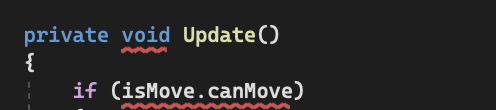 private void Update()
{
if (isMove.canMove)